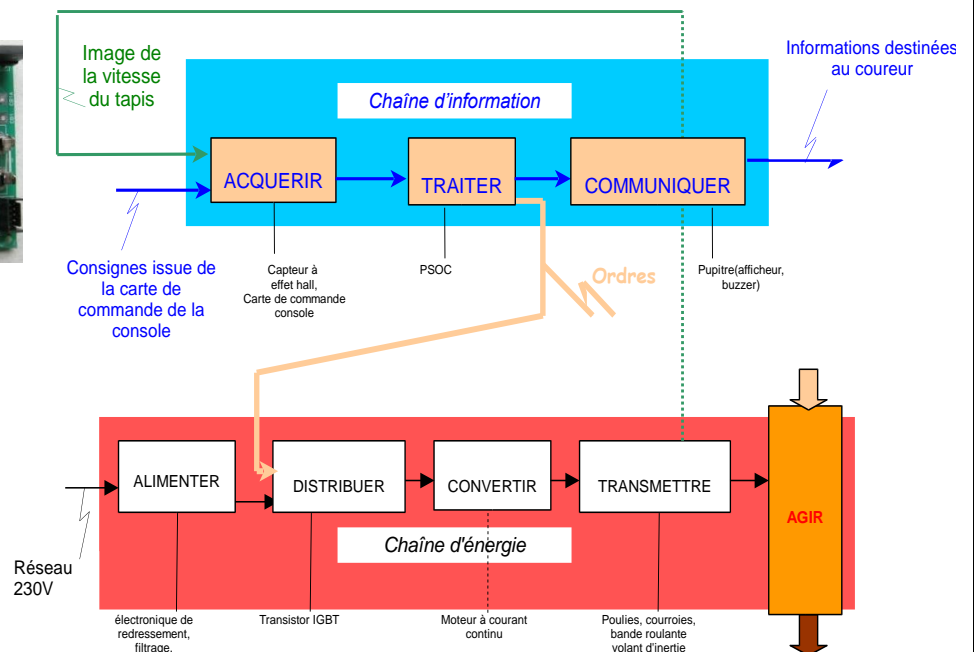 Image de
la vitesse
du tapis
Informations destinées
au coureur
Chaîne d'information
ACQUERIR
TRAITER
COMMUNIQUER
Consignes issue de
la carte de
commande de la
console
Capteur à
effet hall,
Carte de commande
console
PSOC
Ordres
Pupitre(afficheur,
buzzer)
ALIMENTER
DISTRIBUER
CONVERTIR
TRANSMETTRE
AGIR
Chaîne d'énergie
Réseau
230V
électronique de
redressement,
filtrage.
Transistor IGBT
Moteur à courant
continu
Poulies, courroies,
bande roulante
volant d'inertie